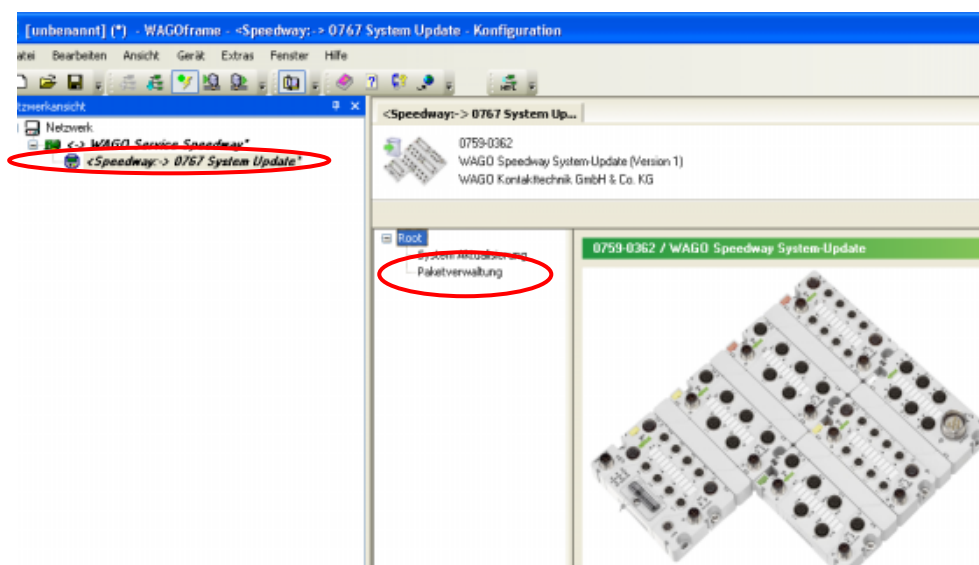 [unbenannt] (*) - WAGOframe - <Speedway:-> 0767 System Update - Konfiguration
atei Bearbeiten Ansicht Gerät Extras Fenster Hilfe
tzwerkansicht
Netzwerk
<-> WAGO Service Speedway*
<Speedway:-> 0767 System Update*
<Speedway:-> 0767 System Up...
0759-0362
WAGO Speedway System-Update (Version 1)
WAGO Kontakttechnik GmbH & Co. KG
Root
System Aktualisierung
Paketverwaltung
0759-0362 / WAGO Speedway System-Update